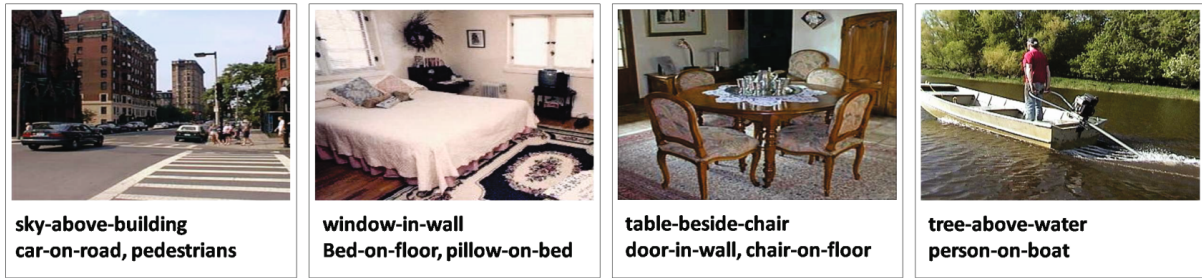 sky-above-building
car-on-road, pedestrians
window-in-wall
Bed-on-floor, pillow-on-bed
table-beside-chair
door-in-wall, chair-on-floor
tree-above-water
person-on-boat